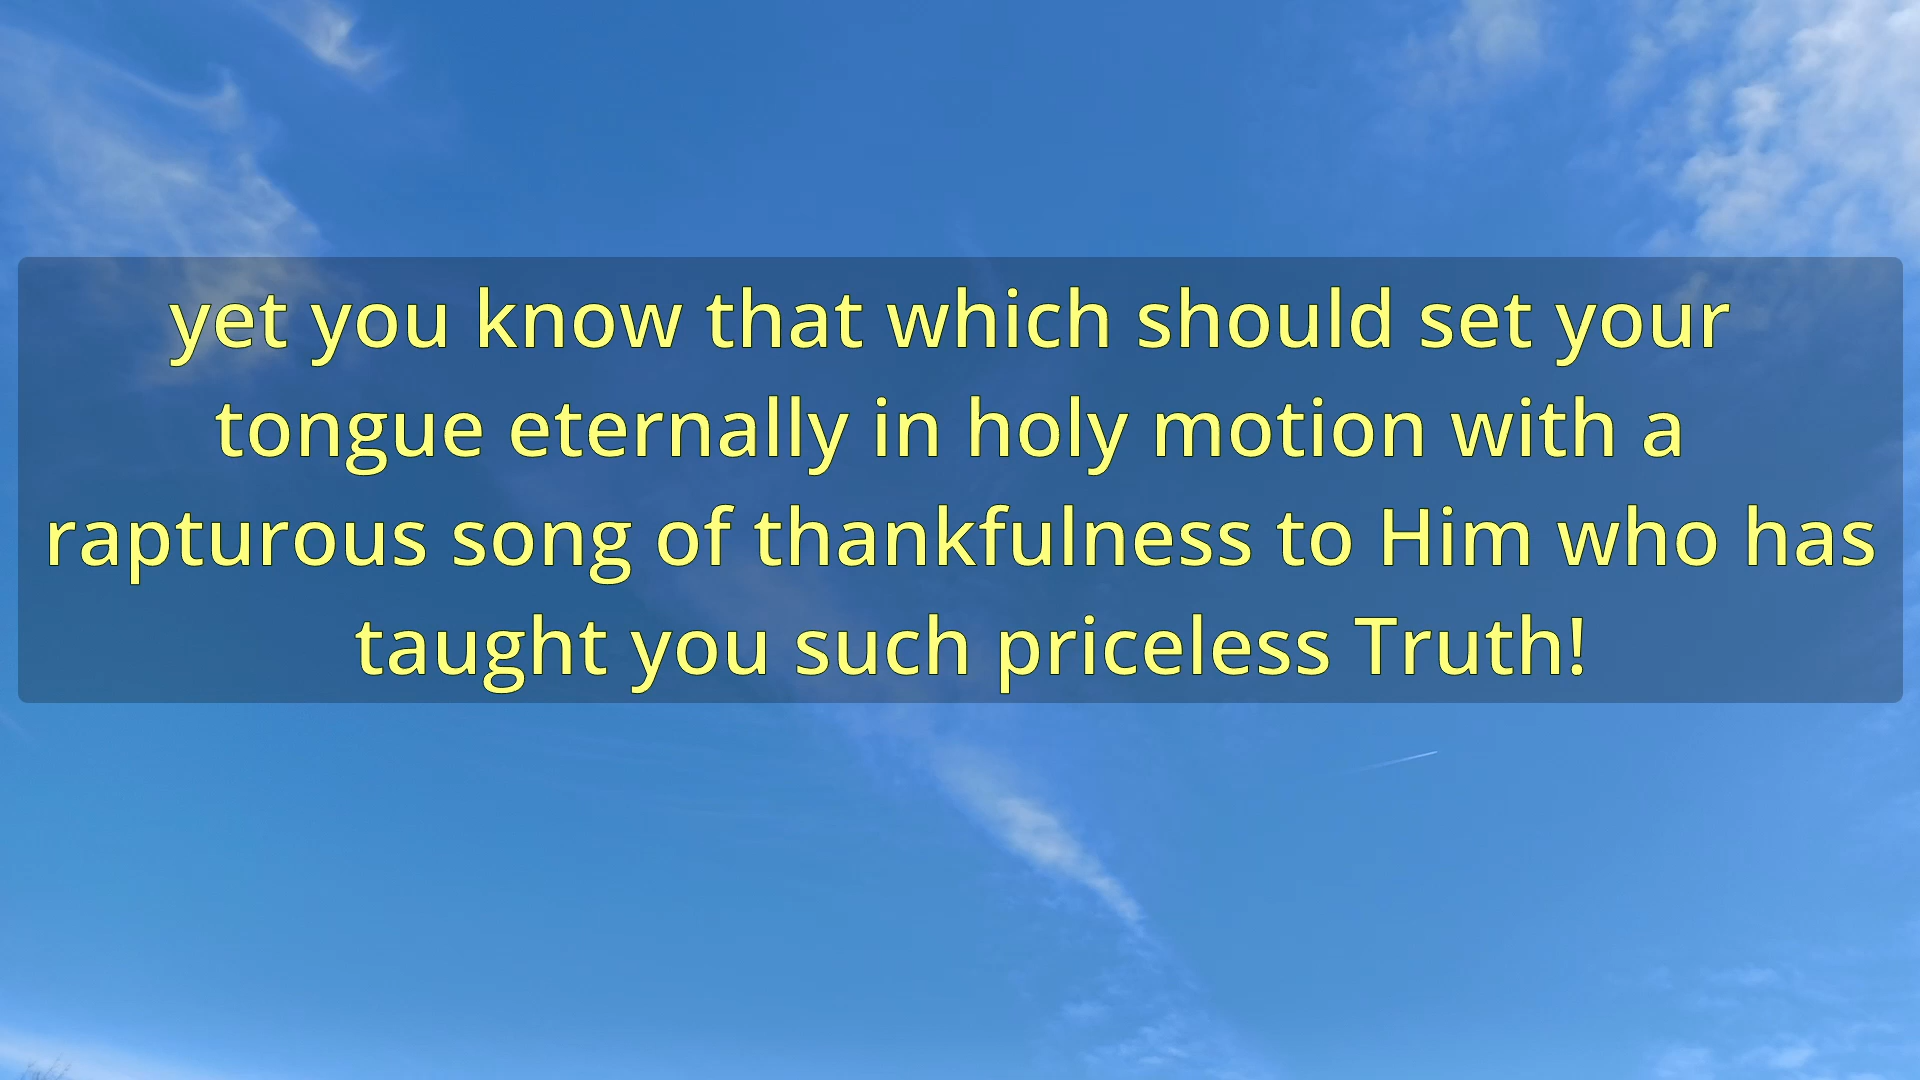 yet you know that which should set your
tongue eternally in holy motion with a
rapturous song of thankfulness to Him who has
taught you such priceless Truth!